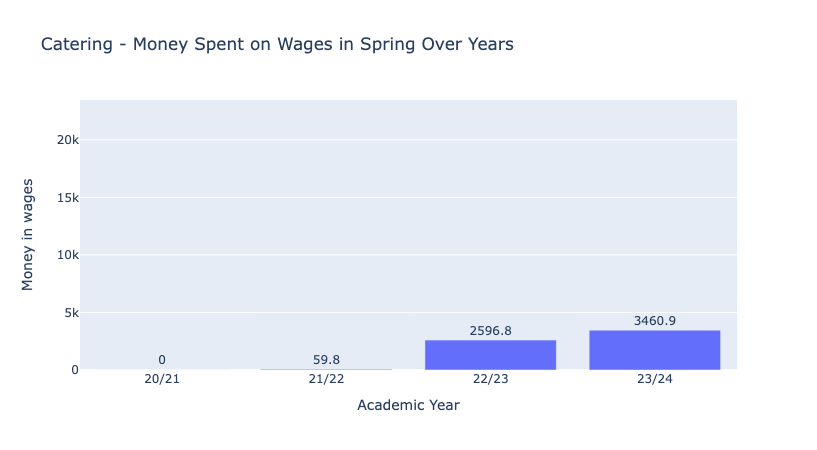 Catering - Money Spent on Wages in Spring Over Years
Money in wages
20k
15k
10k
5k
0
0
59.8
2596.8
3460.9
20/21
21/22
22/23
23/24
Academic Year